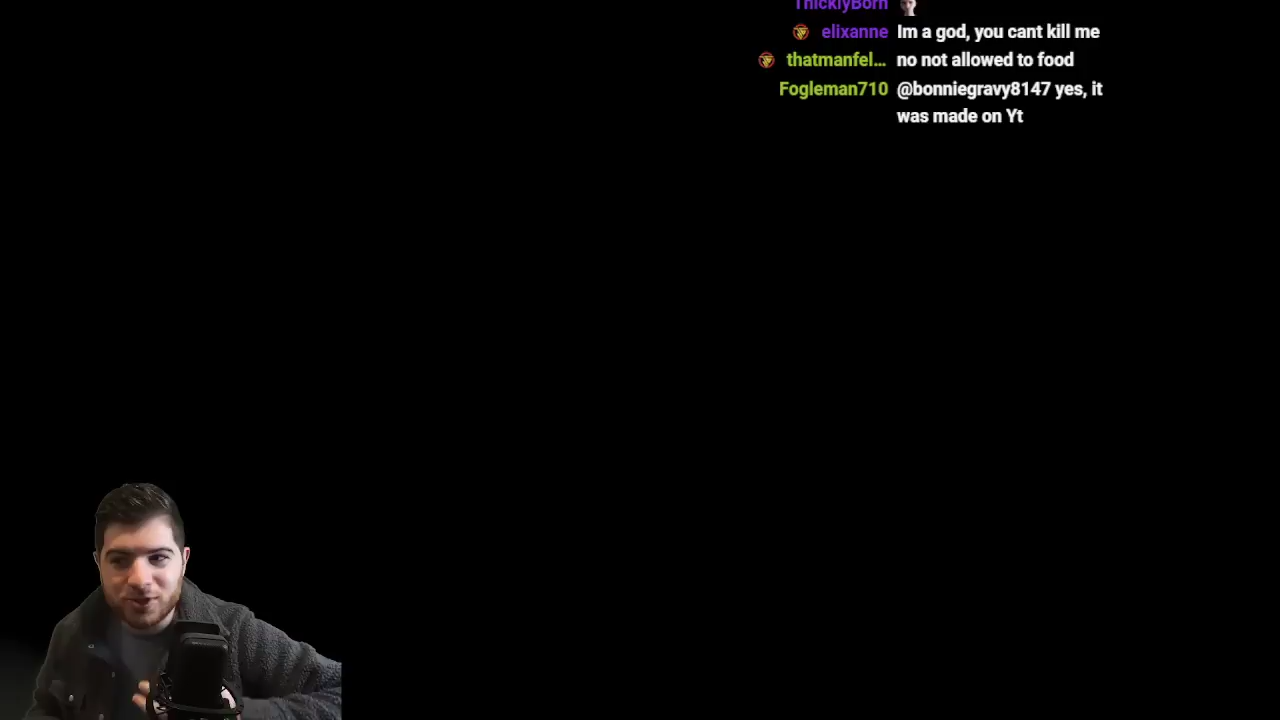 ThicklyBorn
elixanne Im a god, you cant kill me
thatmanfel... no not allowed to food
Fogleman710 @bonniegravy8147 yes, it
was made on Yt